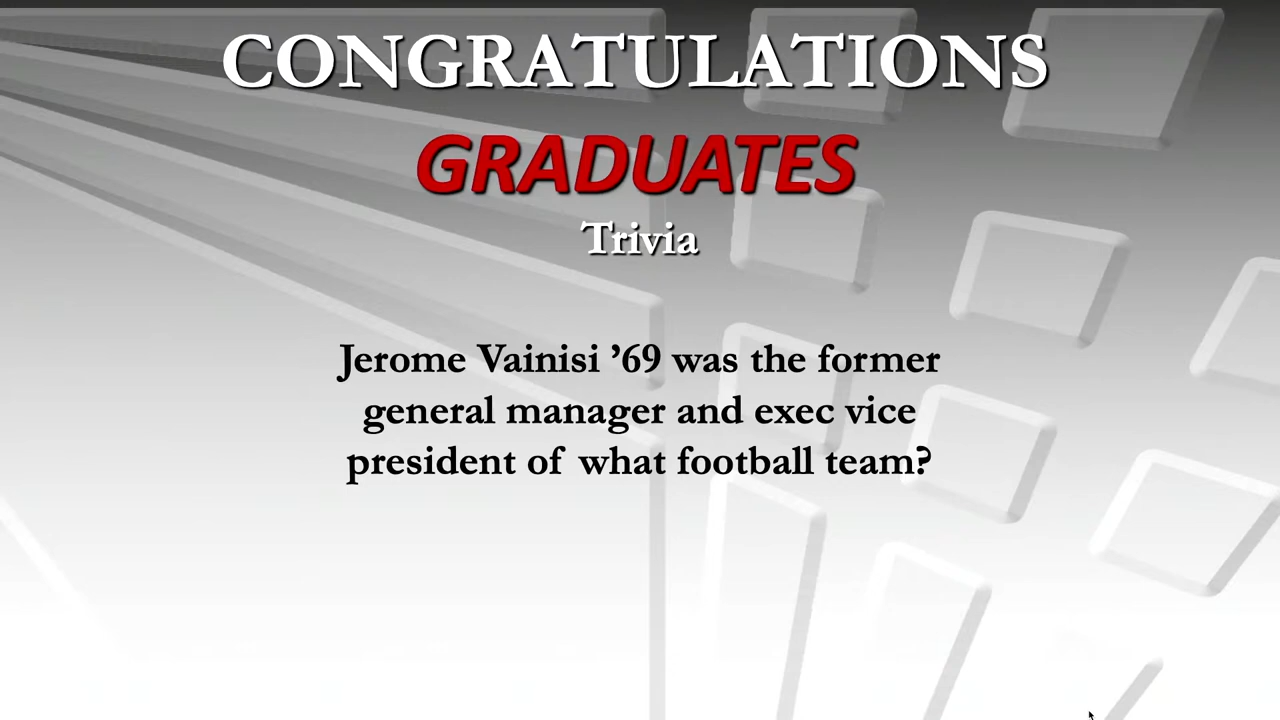 CONGRATULATIONS
GRADUATES
Trivia
Jerome Vainisi ’69 was the former
general manager and exec vice
president of what football team?